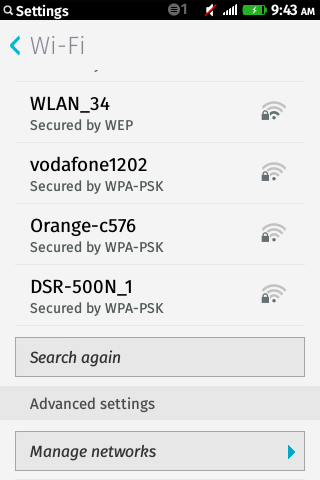 Settings
1
9:43 AM
Wi-Fi
WLAN_34
Secured by WEP
vodafone1202
Secured by WPA-PSK
Orange-c576
Secured by WPA-PSK
DSR-500N_1
Secured by WPA-PSK
Search again
Advanced settings
Manage networks